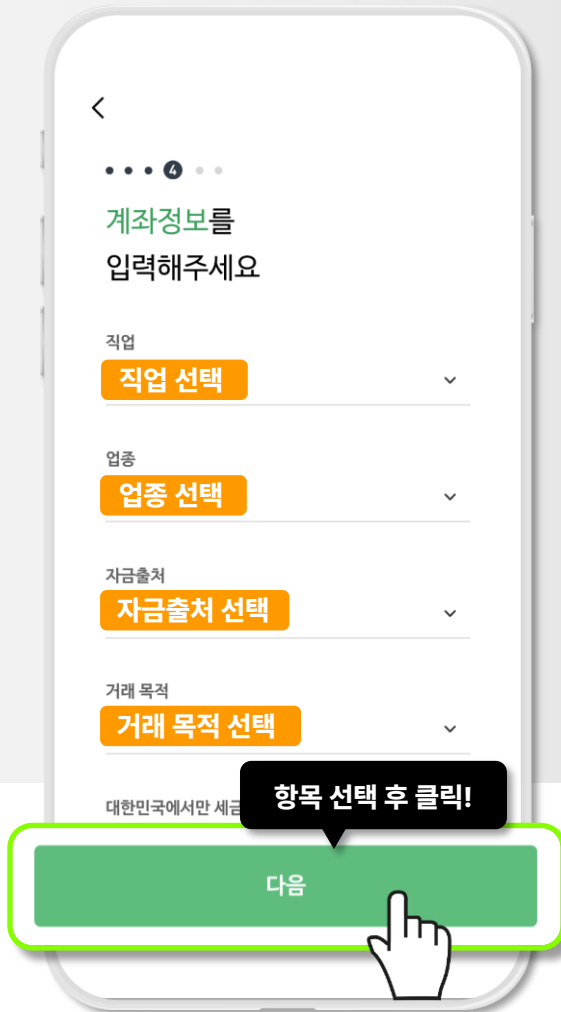 4
계좌정보를
입력해주세요
직업
직업 선택
업종
업종 선택
자금출처
자금출처 선택
거래 목적
거래 목적 선택
항목 선택 후 클릭!
대한민국에서만 세금
다음